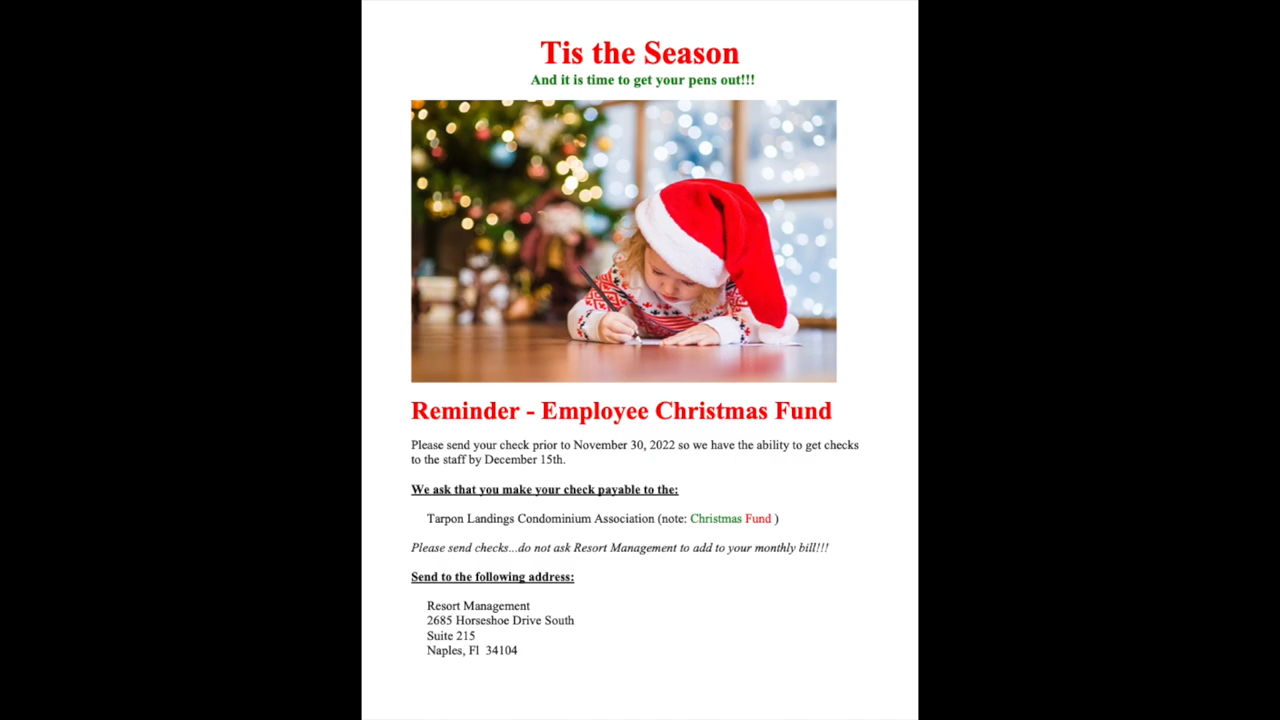 Tis the Season
And it is time to get your pens out!!!
Reminder - Employee Christmas Fund
Please send your check prior to November 30, 2022 so we have the ability to get checks
to the staff by December 15th.
We ask that you make your check payable to the:
Tarpon Landings Condominium Association (note: Christmas Fund )
Please send checks...do not ask Resort Management to add to your monthly bill!!!
Send to the following address:
Resort Management
2685 Horseshoe Drive South
Suite 215
Naples, Fl  34104